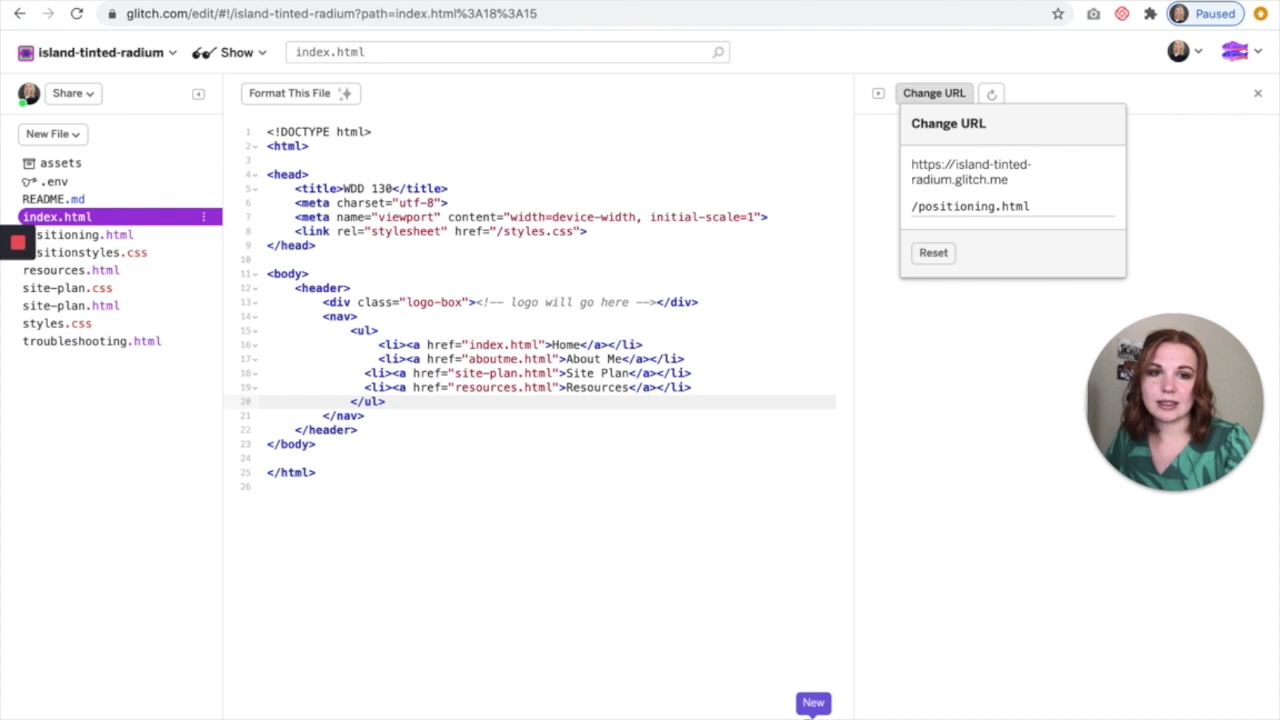 glitch.com/edit/#!/island-tinted-radium?path=index.html%3A18%3A15
Paused
island-tinted-radium
Show
index.html
Share
Format This File
Change URL
New File
assets
.env
README.md
index.html
sitioning.html
sitionstyles.css
resources.html
site-plan.css
site-plan.html
styles.css
troubleshooting.html
1 <!DOCTYPE html>
2 <html>
3
4 <head>
5 <title>WDD 130</title>
6 <meta charset="utf-8">
7 <meta name="viewport" content="width=device-width, initial-scale=1">
8 <link rel="stylesheet" href="/styles.css">
9 </head>
10
11 <body>
12 <header>
13 <div class="logo-box"><!-- logo will go here --></div>
14 <nav>
15 <ul>
16 <li><a href="index.html">Home</a></li>
17 <li><a href="aboutme.html">About Me</a></li>
18 <li><a href="site-plan.html">Site Plan</a></li>
19 <li><a href="resources.html">Resources</a></li>
20 </ul>
21 </nav>
22 </header>
23 </body>
24
25 </html>
26
Change URL
https://island-tinted-
radium.glitch.me
/positioning.html
Reset
New